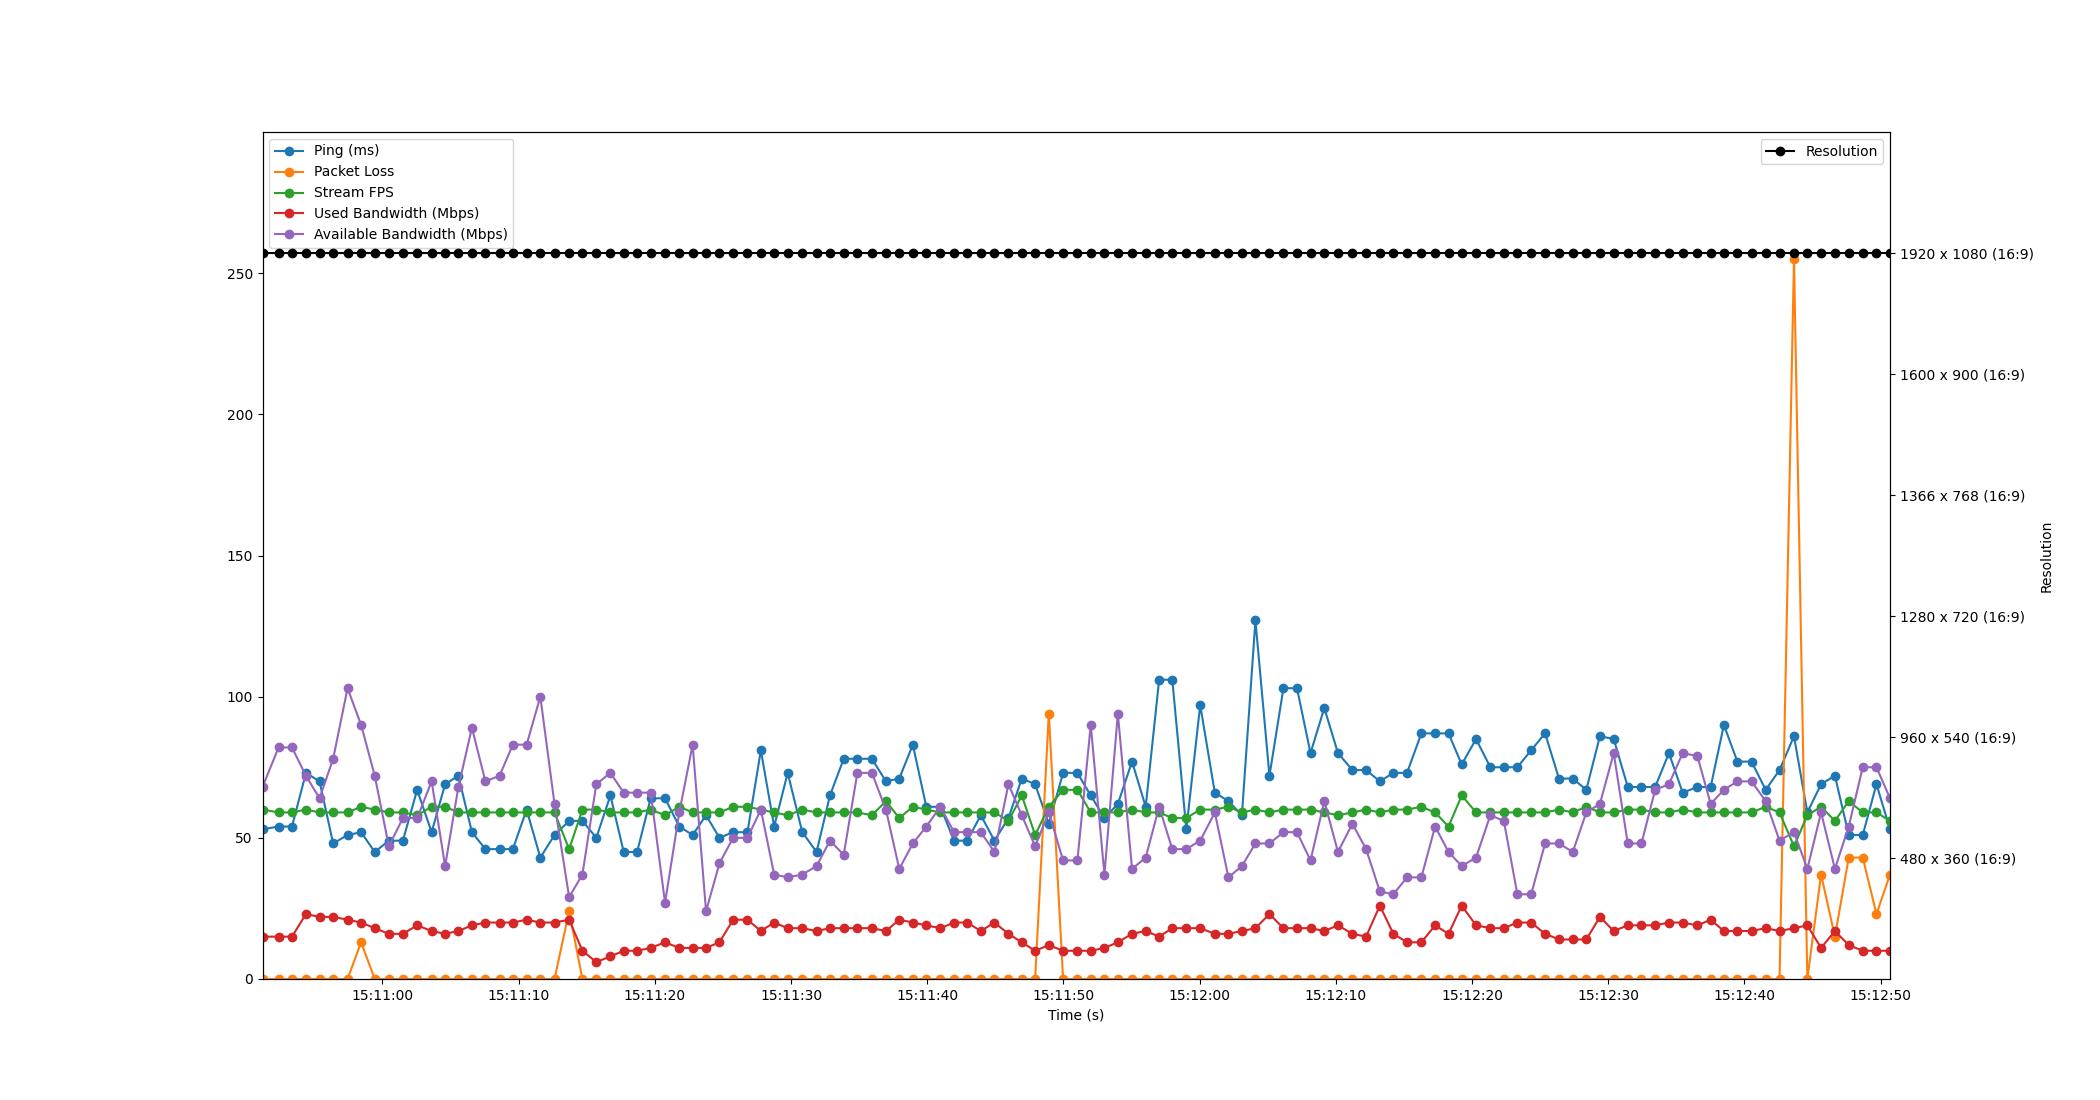 Ping (ms)
Packet Loss
Stream FPS
Used Bandwidth (Mbps)
Available Bandwidth (Mbps)
Resolution
250
200
150
100
50
0
1920 x 1080 (16:9)
1600 x 900 (16:9)
1366 x 768 (16:9)
1280 x 720 (16:9)
960 x 540 (16:9)
480 x 360 (16:9)
Resolution
15:11:00 15:11:10 15:11:20 15:11:30 15:11:40 15:11:50 15:12:00 15:12:10 15:12:20 15:12:30 15:12:40 15:12:50
Time (s)